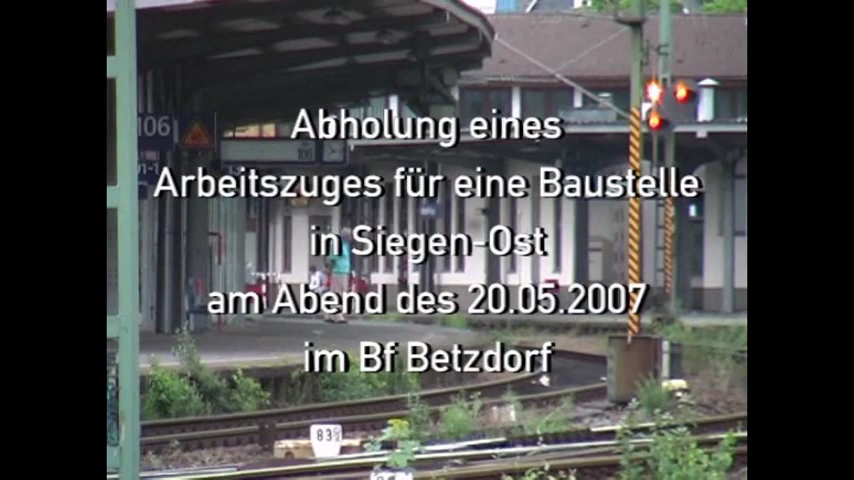 Abholung eines
Arbeitszuges für eine Baustelle
in Siegen-Ost
am Abend des 20.05.2007
im Bf Betzdorf
106
83